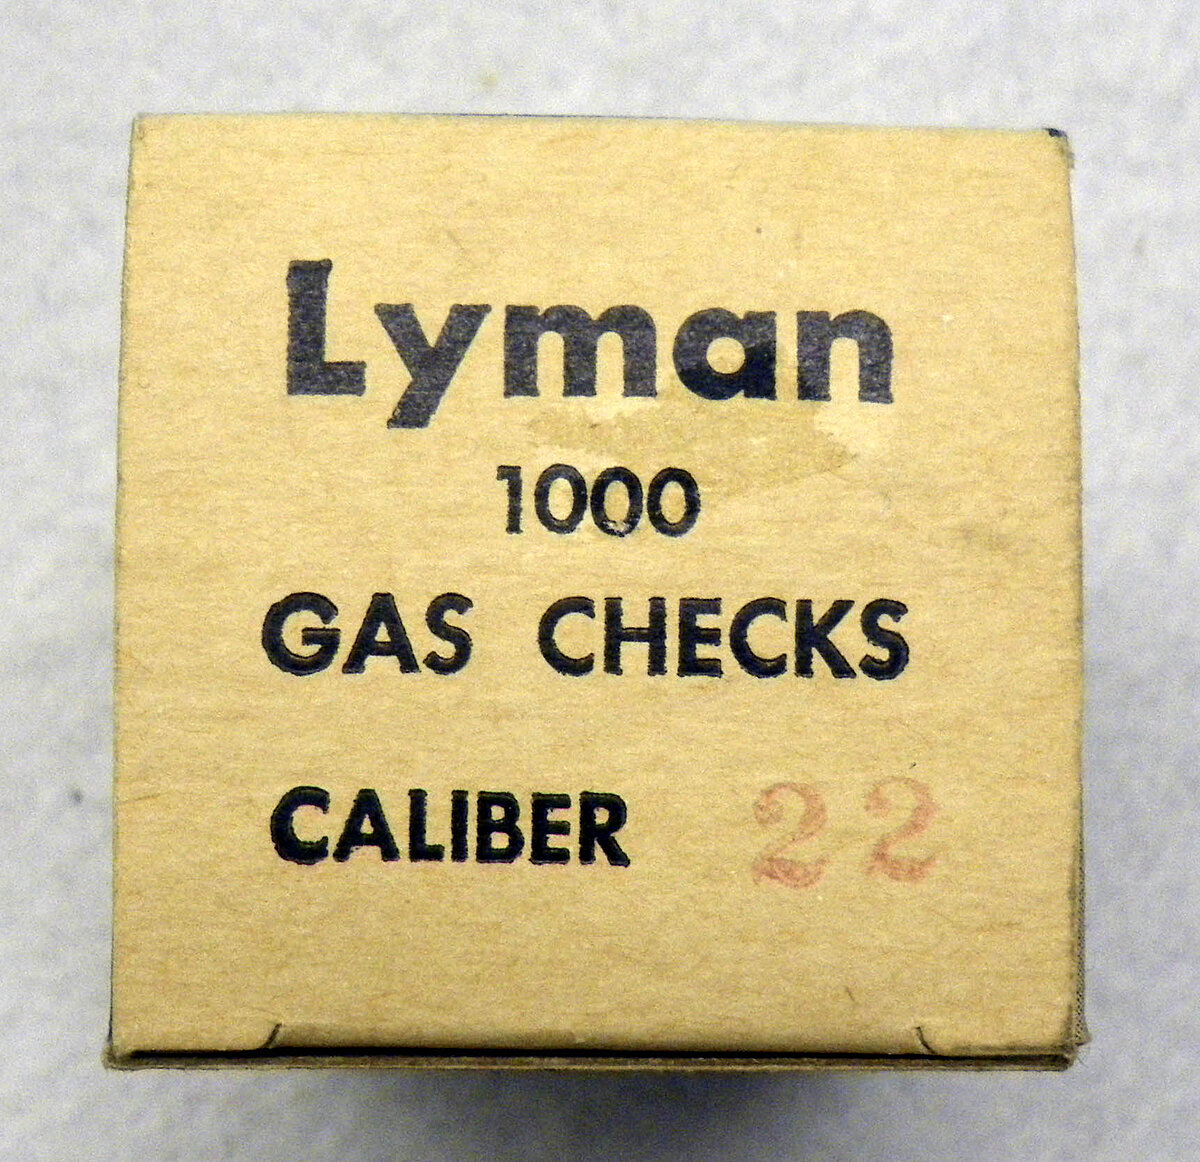 Lyman
1000
GAS CHECKS
CALIBER 22